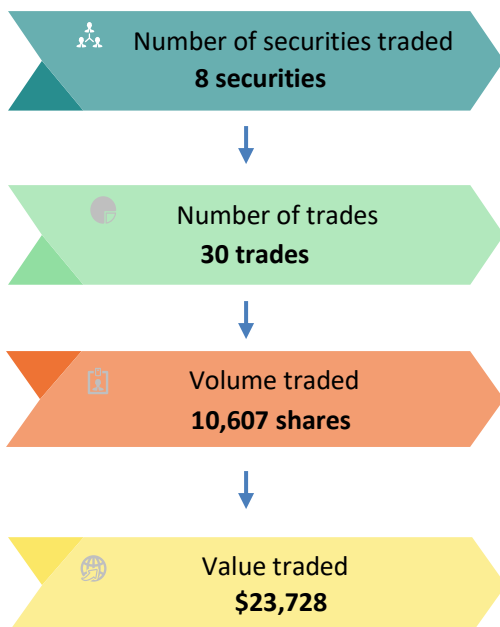 Number of securities traded
8 securities
Number of trades
30 trades
Volume traded
10,607 shares
Value traded
$23,728